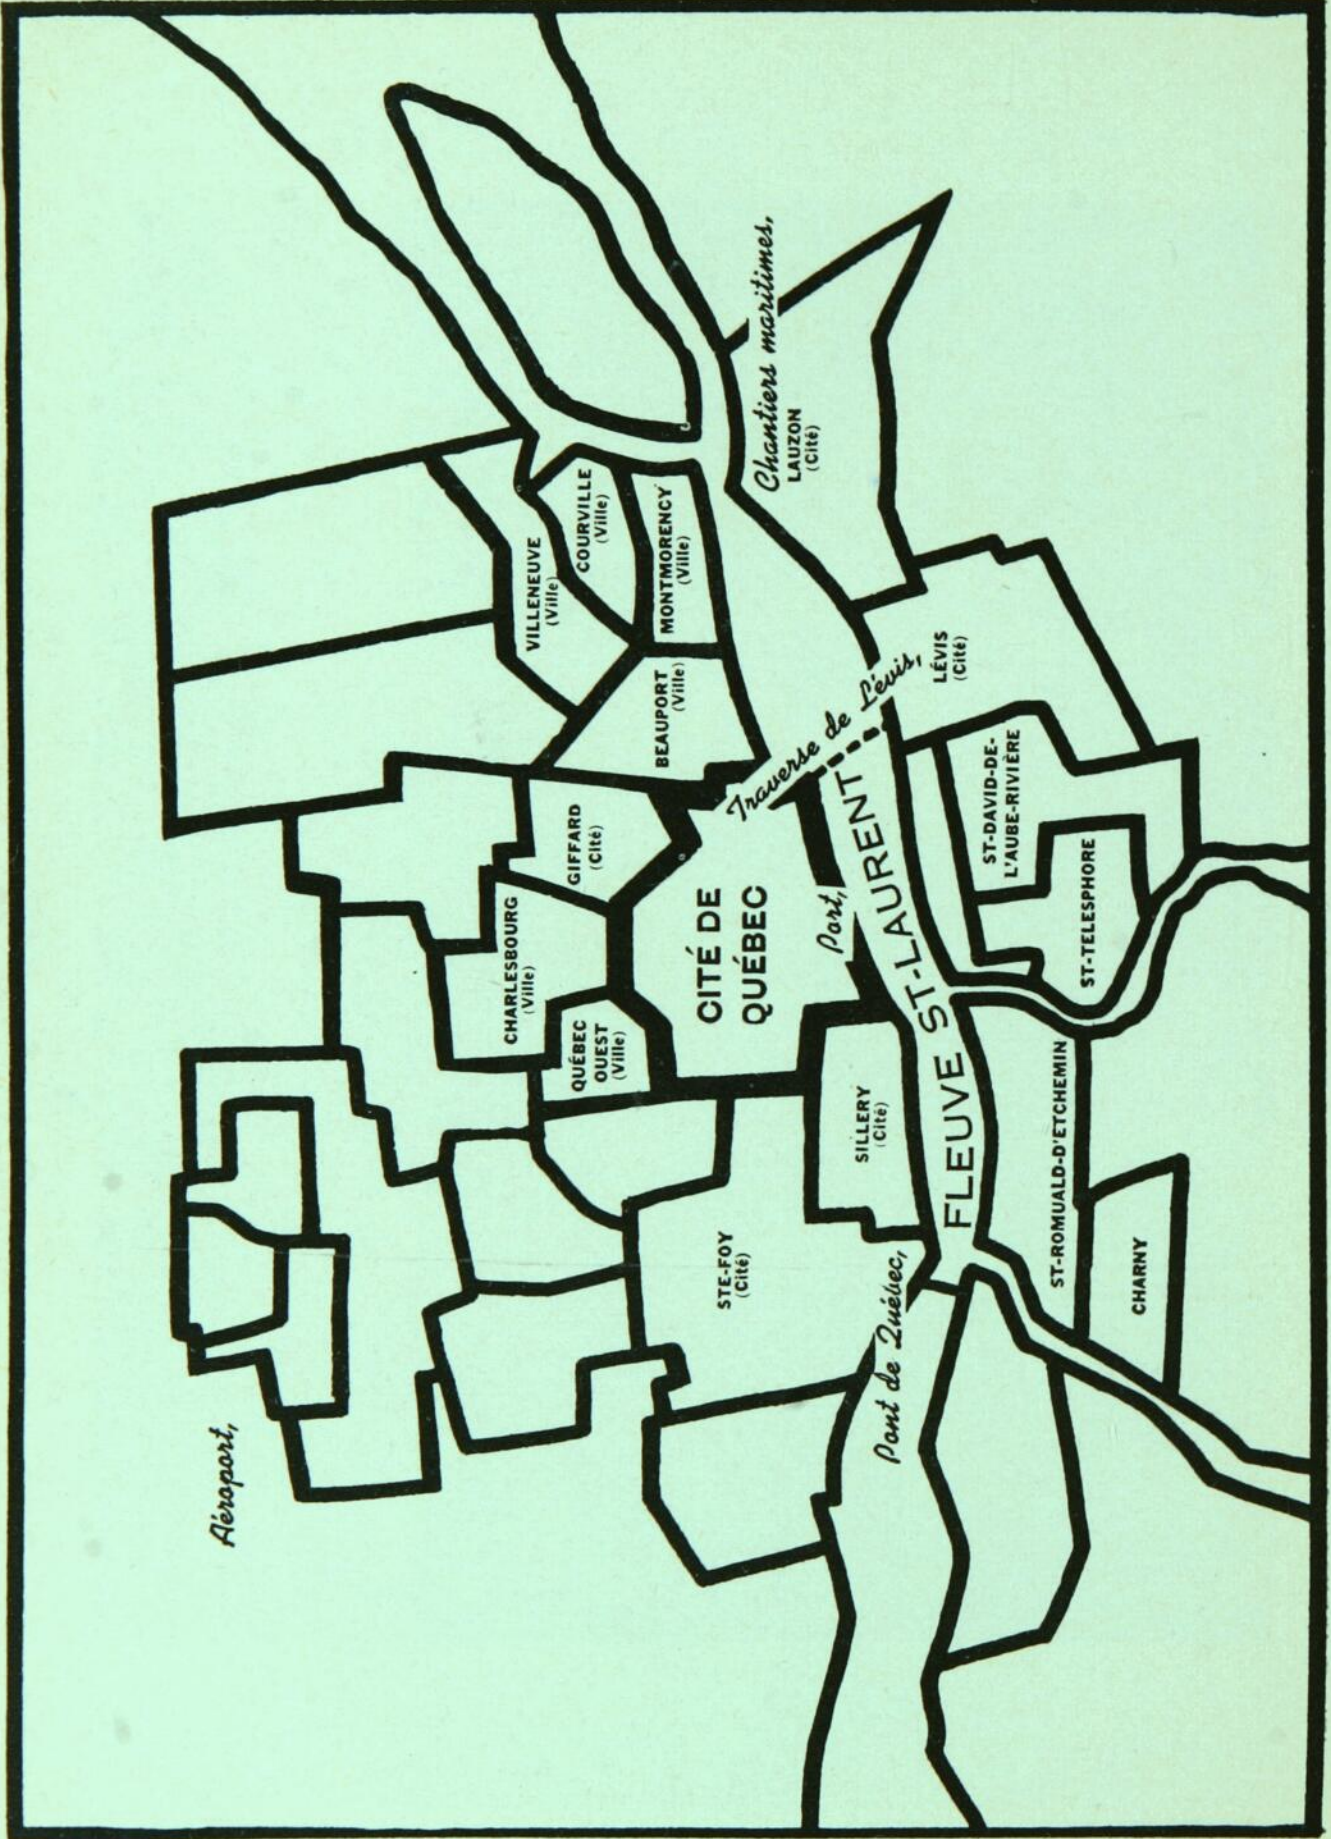 Aéroport,
VILLENEUVE
(Ville)
COURVILLE
(Ville)
MONTMORENCY
(Ville)
BEAUPORT
(Ville)
GIFFARD
(Cité)
CHARLESBOURG
(Ville)
QUÉBEC
OUEST
(Ville)
CITÉ DE
QUÉBEC
STE-FOY
(Cité)
SILLERY
(Cité)
Port,
Pont de Québec,
Traverse de Lévis,
FLEUVE ST-LAURENT
Chantiers maritimes,
LAUZON
(Cité)
LÉVIS
(Cité)
ST-DAVID-DE-
L'AUBE-RIVIÈRE
ST-TELESPHORE
ST-ROMUALD-D'ETCHEMIN
CHARNY